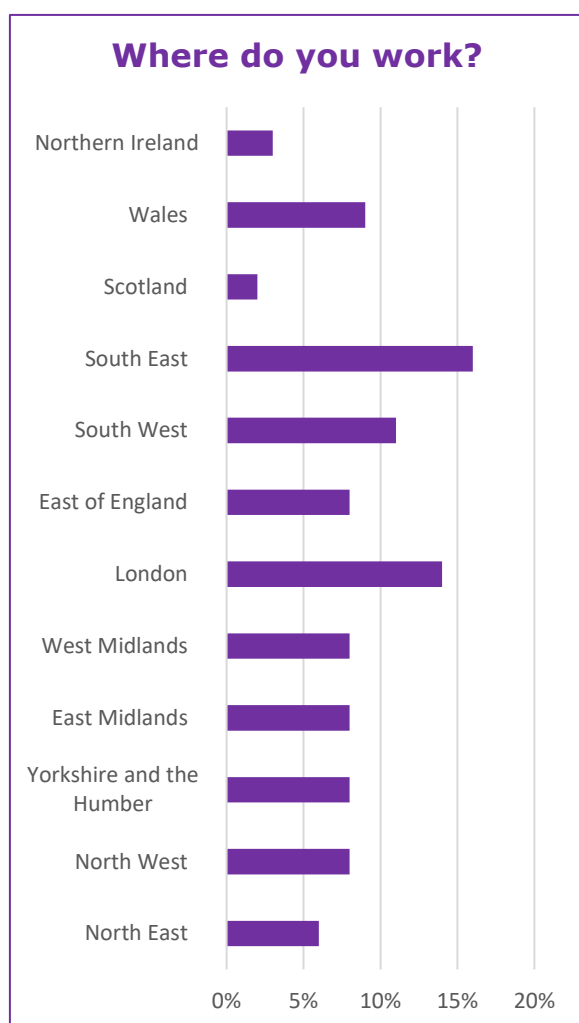 Where do you work?
Northern Ireland
Wales
Scotland
South East
South West
East of England
London
West Midlands
East Midlands
Yorkshire and the
Humber
North West
North East
0% 5% 10% 15% 20%